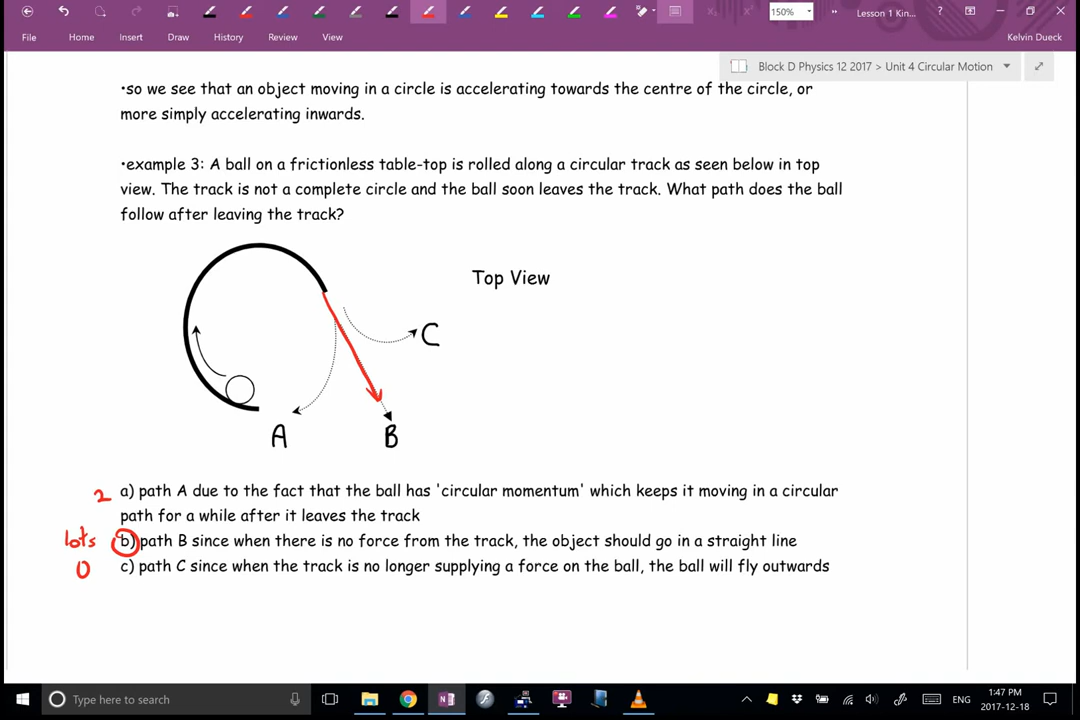 150%
Lesson 1 Kin...
File
Home
Insert
Draw
History
Review
View
Kelvin Dueck
Block D Physics 12 2017 > Unit 4 Circular Motion
•so we see that an object moving in a circle is accelerating towards the centre of the circle, or
more simply accelerating inwards.
•example 3: A ball on a frictionless table-top is rolled along a circular track as seen below in top
view. The track is not a complete circle and the ball soon leaves the track. What path does the ball
follow after leaving the track?
Top View
C
A
B
2 a) path A due to the fact that the ball has 'circular momentum' which keeps it moving in a circular
path for a while after it leaves the track
lots b) path B since when there is no force from the track, the object should go in a straight line
0 c) path C since when the track is no longer supplying a force on the ball, the ball will fly outwards
Type here to search
ENG
1:47 PM
2017-12-18